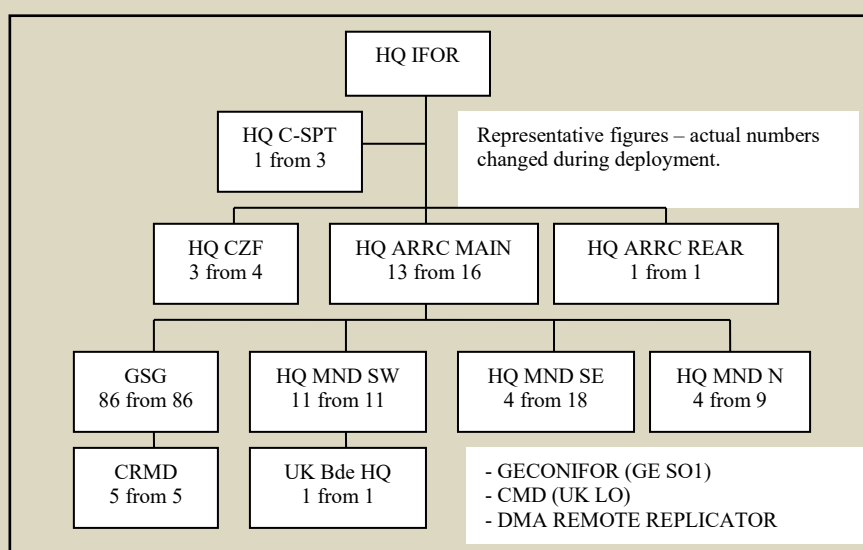 HQ IFOR
HQ C-SPT
1 from 3
Representative figures – actual numbers
changed during deployment.
HQ CZF
3 from 4
HQ ARRC MAIN
13 from 16
HQ ARRC REAR
1 from 1
GSG
86 from 86
HQ MND SW
11 from 11
HQ MND SE
4 from 18
HQ MND N
4 from 9
CRMD
5 from 5
UK Bde HQ
1 from 1
- GECONIFOR (GE SO1)
- CMD (UK LO)
- DMA REMOTE REPLICATOR